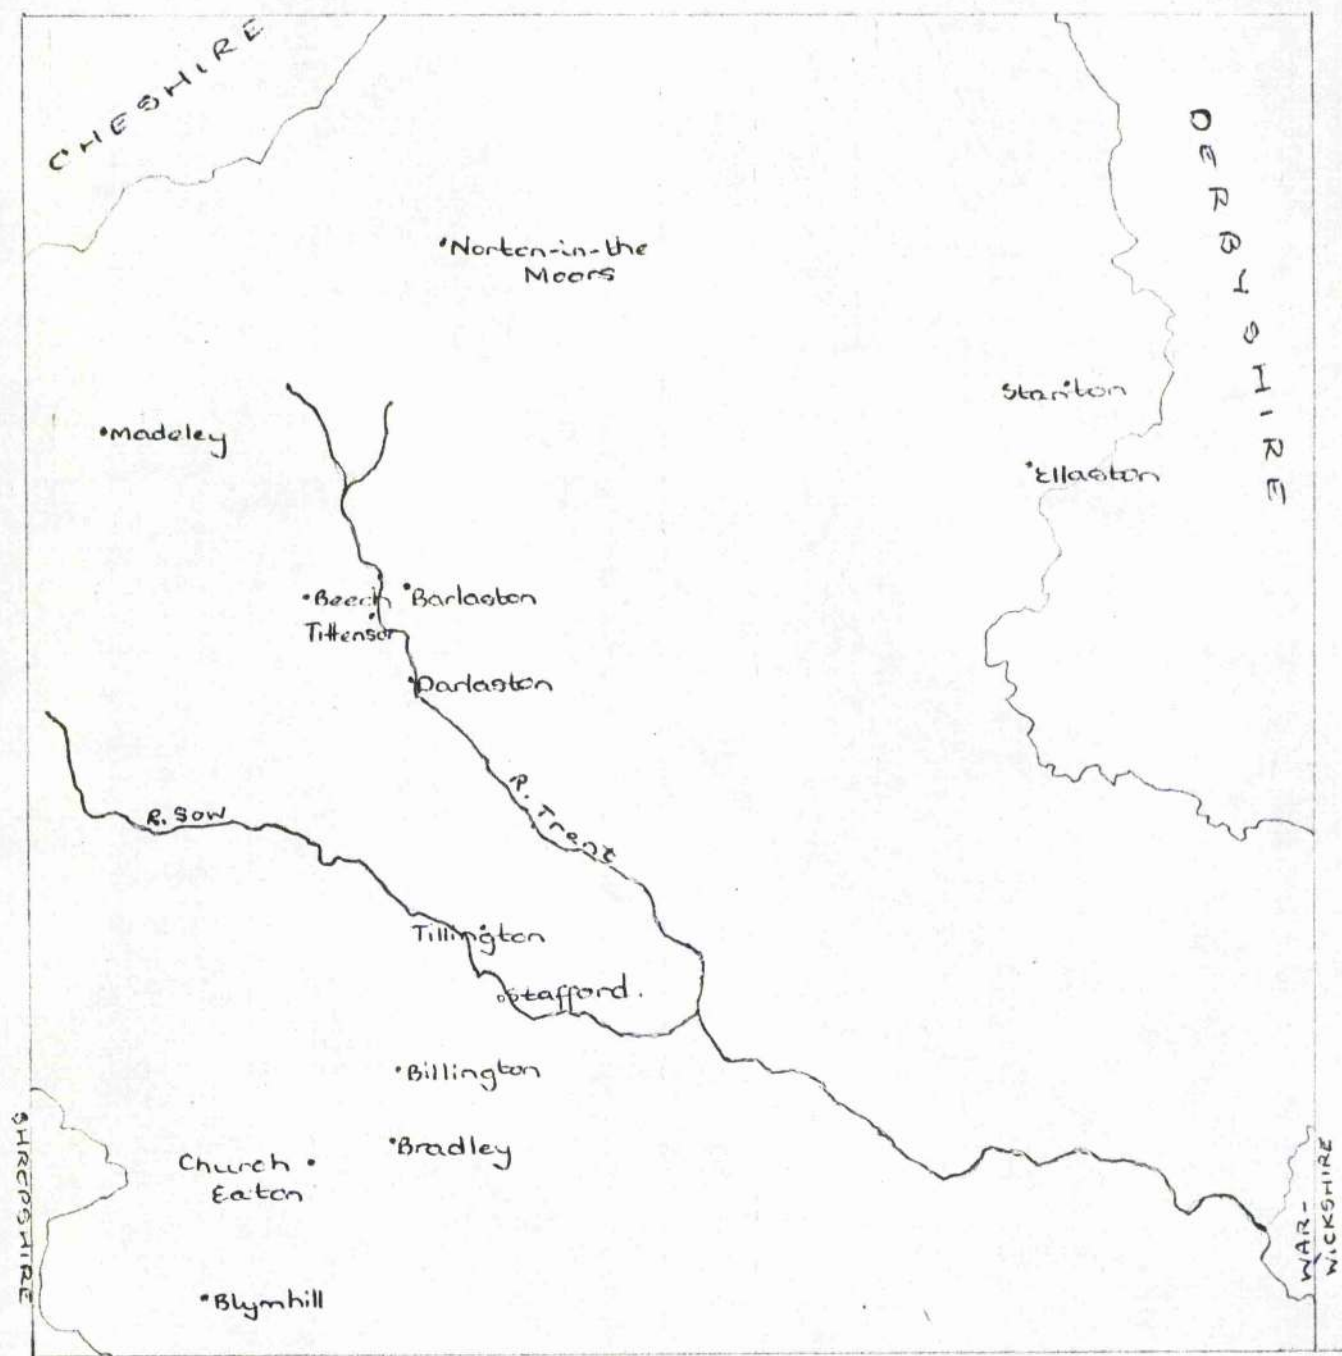 CHESHIRE
DERBYSHIRE
Norton-in-the
Moors
Stanton
Madeley
Ellaston
Beech
Barlaston
Tittensor
Darlaston
R. Sow
R. Trent
Tillington
Stafford.
Billington
Bradley
Church
Eaton
Blymhill
SHROPSHIRE
WAR-
WICKSHIRE